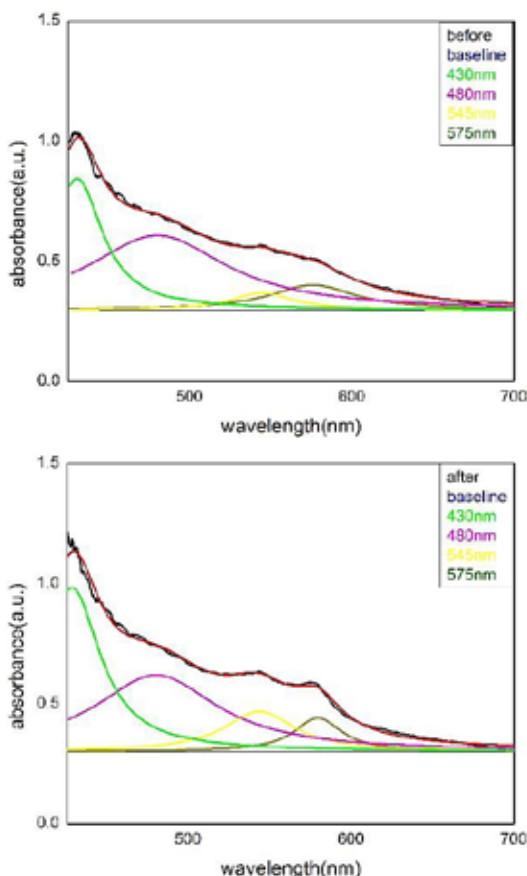 1.5
before
baseline
430nm
480nm
545nm
575nm
1.0
absorbance(a.u.)
0.5
0.0
500
600
700
wavelength(nm)
1.5
after
baseline
430nm
480nm
545nm
575nm
1.0
absorbance(a.u.)
0.5
0.0
500
600
700
wavelength(nm)